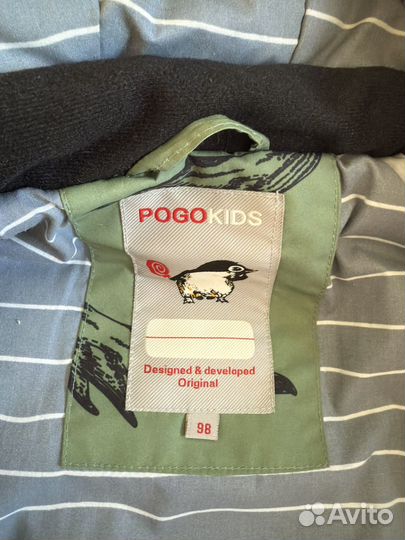 POGOKIDS
Designed & developed
Original
98
Avito